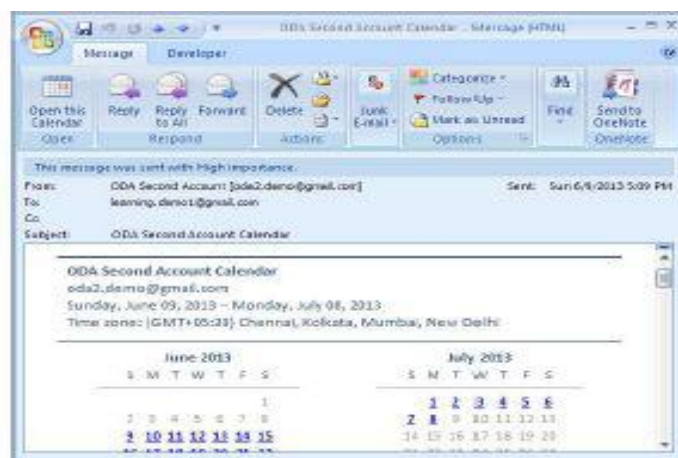 ODA Second Account Calendar - Message (HTML)
Message Developer
Open this Calendar
Reply
Reply to All
Forward
Delete
Junk E-mail
Categorize
Follow Up
Mark as Unread
Find
Send to OneNote
Open
Respond
Actions
Options
OneNote
This message was sent with High importance.
From: ODA Second Account [oda2.demo@gmail.com] Sent: Sun 6/9/2013 5:09 PM
To: learning.demo1@gmail.com
Cc:
Subject: ODA Second Account Calendar
ODA Second Account Calendar
oda2.demo@gmail.com
Sunday, June 09, 2013 – Monday, July 08, 2013
Time zone: (GMT+05:30) Chennai, Kolkata, Mumbai, New Delhi
June 2013 July 2013
S M T W T F S S M T W T F S
1 1 2 3 4 5 6
2 3 4 5 6 7 8 7 8 9 10 11 12 13
9 10 11 12 13 14 15 14 15 16 17 18 19 20